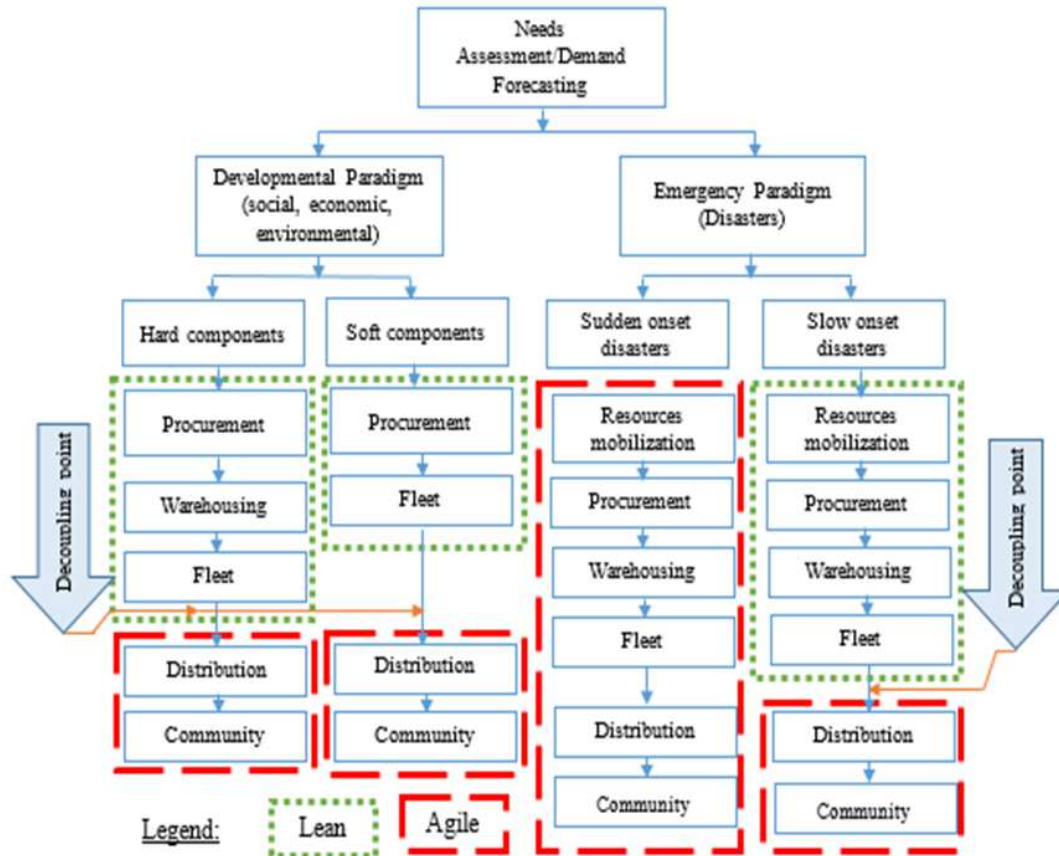 Needs
Assessment/Demand
Forecasting
Developmental Paradigm
(social, economic,
environmental)
Emergency Paradigm
(Disasters)
Hard components
Soft components
Sudden onset
disasters
Slow onset
disasters
Procurement
Warehousing
Fleet
Distribution
Community
Procurement
Fleet
Distribution
Community
Resources
mobilization
Procurement
Warehousing
Fleet
Distribution
Community
Resources
mobilization
Procurement
Warehousing
Fleet
Distribution
Community
Decoupling point
Decoupling point
Legend:
Lean
Agile